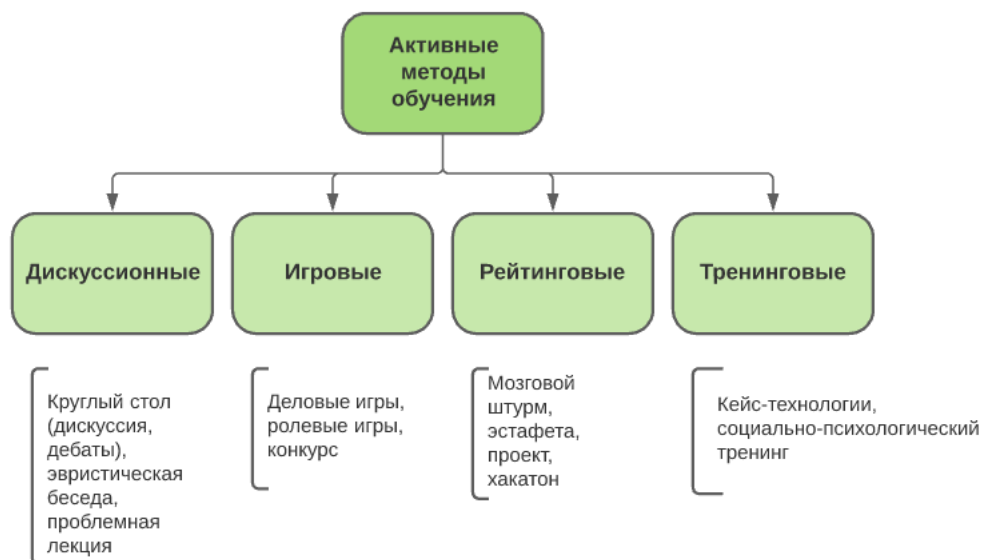 Активные
методы
обучения
Дискуссионные
Игровые
Рейтинговые
Тренинговые
Круглый стол
(дискуссия,
дебаты),
эвристическая
беседа,
проблемная
лекция
Деловые игры,
ролевые игры,
конкурс
Мозговой
штурм,
эстафета,
проект,
хакатон
Кейс-технологии,
социально-психологический
тренинг